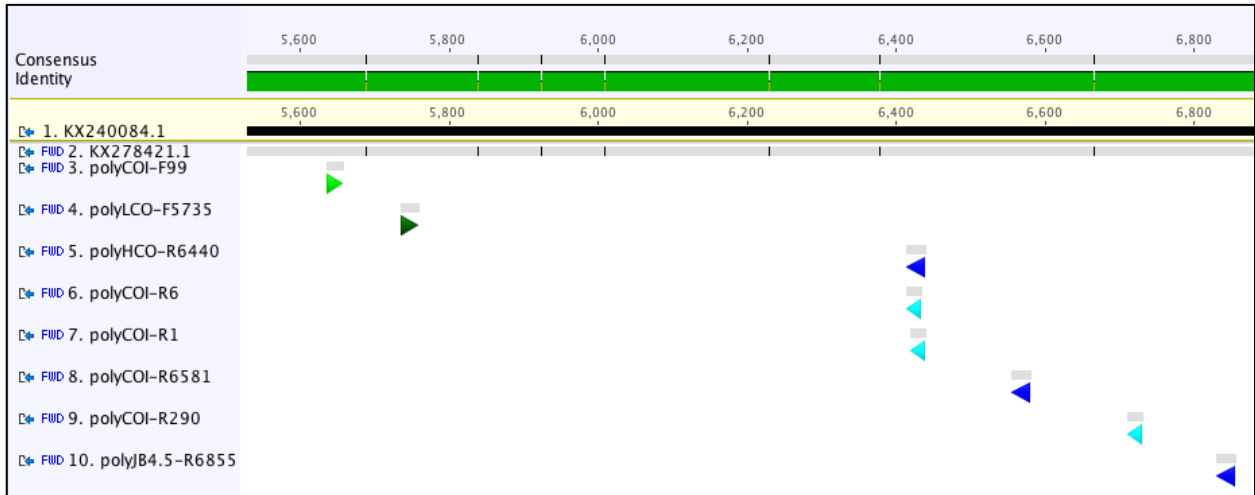 5,600 5,800 6,000 6,200 6,400 6,600 6,800
Consensus
Identity
5,600 5,800 6,000 6,200 6,400 6,600 6,800
1. KX240084.1
FWD 2. KX278421.1
FWD 3. polyCOI-F99
FWD 4. polyLCO-F5735
FWD 5. polyHCO-R6440
FWD 6. polyCOI-R6
FWD 7. polyCOI-R1
FWD 8. polyCOI-R6581
FWD 9. polyCOI-R290
FWD 10. polyJB4.5-R6855